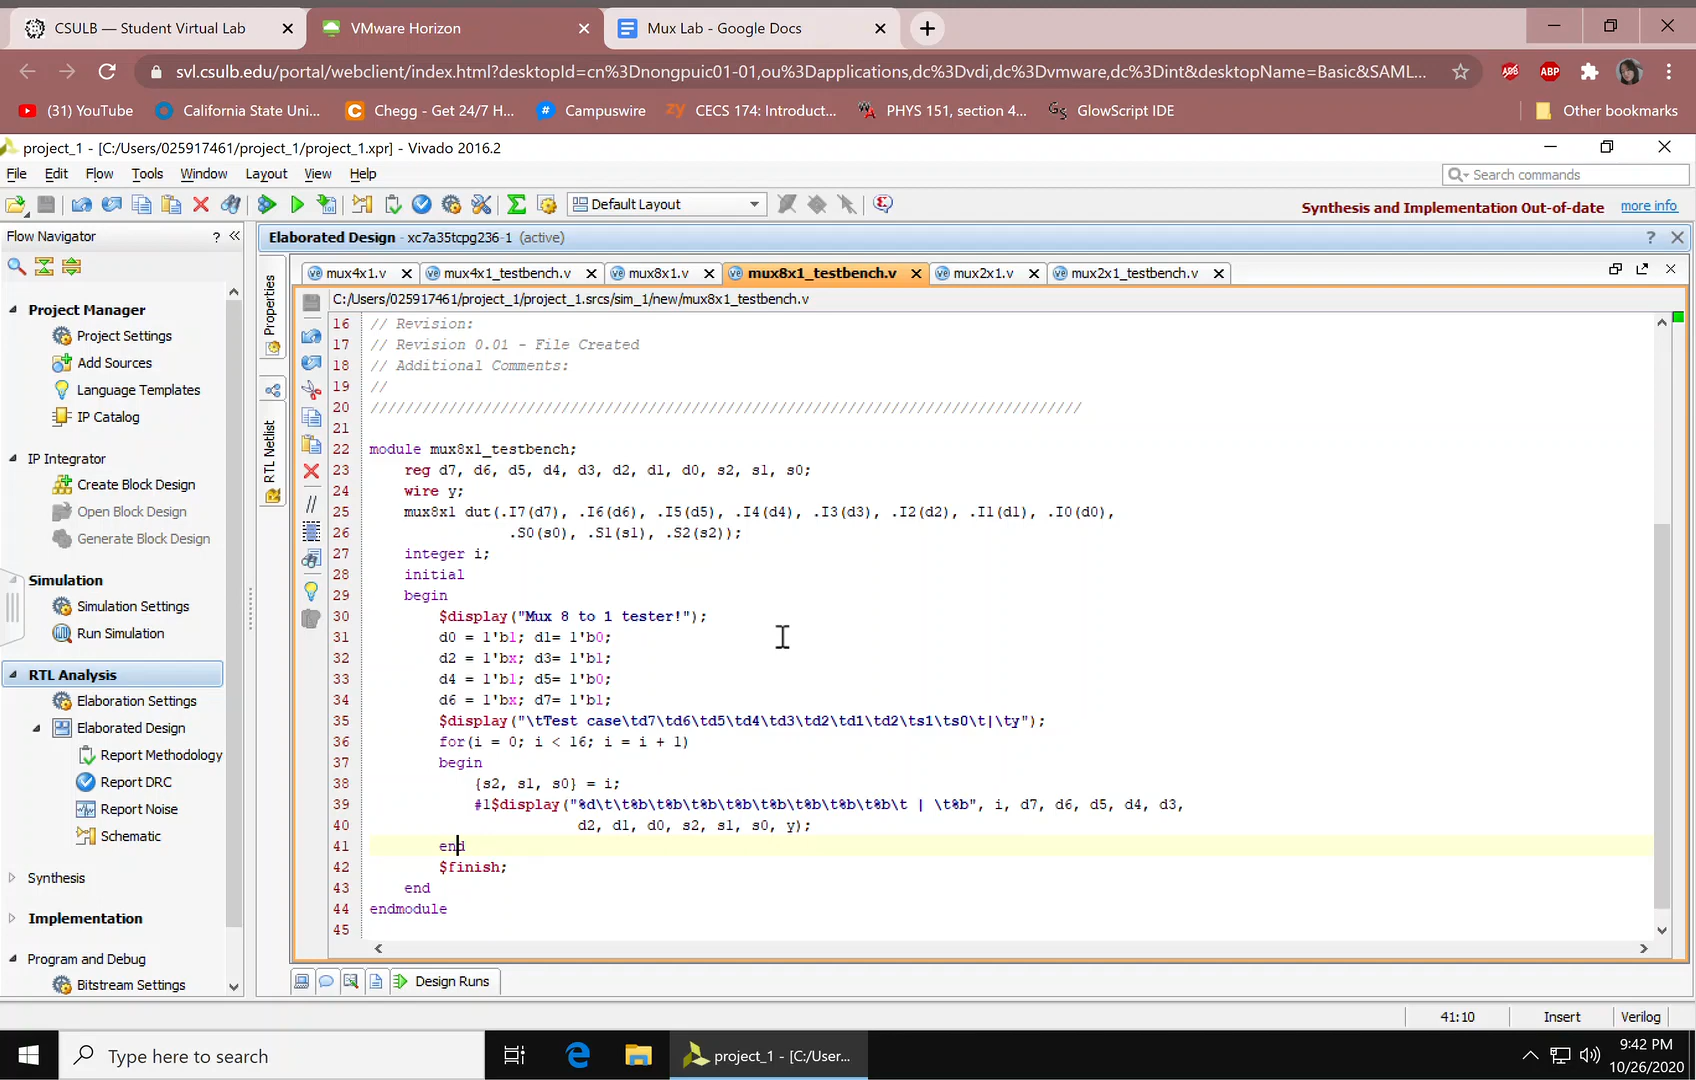 CSULB — Student Virtual Lab
VMware Horizon
Mux Lab - Google Docs
svl.csulb.edu/portal/webclient/index.html?desktopId=cn%3Dnongpuic01-01,ou%3Dapplications,dc%3Dvdi,dc%3Dvmware,dc%3Dint&desktopName=Basic&SAML...
ABP
(31) YouTube
California State Uni...
Chegg - Get 24/7 H...
Campuswire
zy CECS 174: Introduct...
PHYS 151, section 4...
GlowScript IDE
Other bookmarks
project_1 - [C:/Users/025917461/project_1/project_1.xpr] - Vivado 2016.2
File Edit Flow Tools Window Layout View Help
Search commands
Default Layout
Synthesis and Implementation Out-of-date more info
Flow Navigator
Elaborated Design - xc7a35tcpg236-1 (active)
mux4x1.v
mux4x1_testbench.v
mux8x1.v
mux8x1_testbench.v
mux2x1.v
mux2x1_testbench.v
C:/Users/025917461/project_1/project_1.srcs/sim_1/new/mux8x1_testbench.v
Properties
RTL Netlist
Project Manager
Project Settings
Add Sources
Language Templates
IP Catalog
IP Integrator
Create Block Design
Open Block Design
Generate Block Design
Simulation
Simulation Settings
Run Simulation
RTL Analysis
Elaboration Settings
Elaborated Design
Report Methodology
Report DRC
Report Noise
Schematic
Synthesis
Implementation
Program and Debug
Bitstream Settings
16 // Revision:
17 // Revision 0.01 - File Created
18 // Additional Comments:
19 //
20 //////////////////////////////////////////////////////////////////////////////////
21
22 module mux8x1_testbench;
23 reg d7, d6, d5, d4, d3, d2, d1, d0, s2, s1, s0;
24 wire y;
25 mux8x1 dut(.I7(d7), .I6(d6), .I5(d5), .I4(d4), .I3(d3), .I2(d2), .I1(d1), .I0(d0),
26 .S0(s0), .S1(s1), .S2(s2));
27 integer i;
28 initial
29 begin
30 $display("Mux 8 to 1 tester!");
31 d0 = 1'b1; d1= 1'b0;
32 d2 = 1'bx; d3= 1'b1;
33 d4 = 1'b1; d5= 1'b0;
34 d6 = 1'bx; d7= 1'b1;
35 $display("\tTest case\td7\td6\td5\td4\td3\td2\td1\td2\ts1\ts0\t|\ty");
36 for(i = 0; i < 16; i = i + 1)
37 begin
38 {s2, s1, s0} = i;
39 #1$display("%d\t\t%b\t%b\t%b\t%b\t%b\t%b\t%b\t%b\t | \t%b", i, d7, d6, d5, d4, d3,
40 d2, d1, d0, s2, s1, s0, y);
41 end
42 $finish;
43 end
44 endmodule
45
Design Runs
41:10 Insert Verilog
Type here to search
project_1 - [C:/User...
9:42 PM
10/26/2020